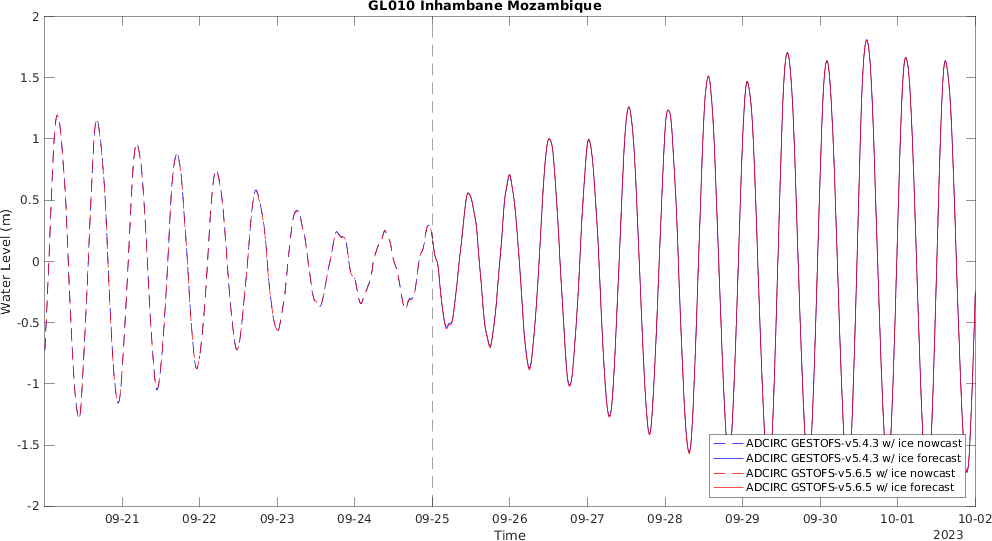 GL010 Inhambane Mozambique
2
1.5
1
0.5
0
-0.5
-1
-1.5
-2
Water Level (m)
ADCIRC GESTOFS-v5.4.3 w/ ice nowcast
ADCIRC GESTOFS-v5.4.3 w/ ice forecast
ADCIRC GSTOFS-v5.6.5 w/ ice nowcast
ADCIRC GSTOFS-v5.6.5 w/ ice forecast
09-21 09-22 09-23 09-24 09-25 09-26 09-27 09-28 09-29 09-30 10-01 10-02
Time
2023